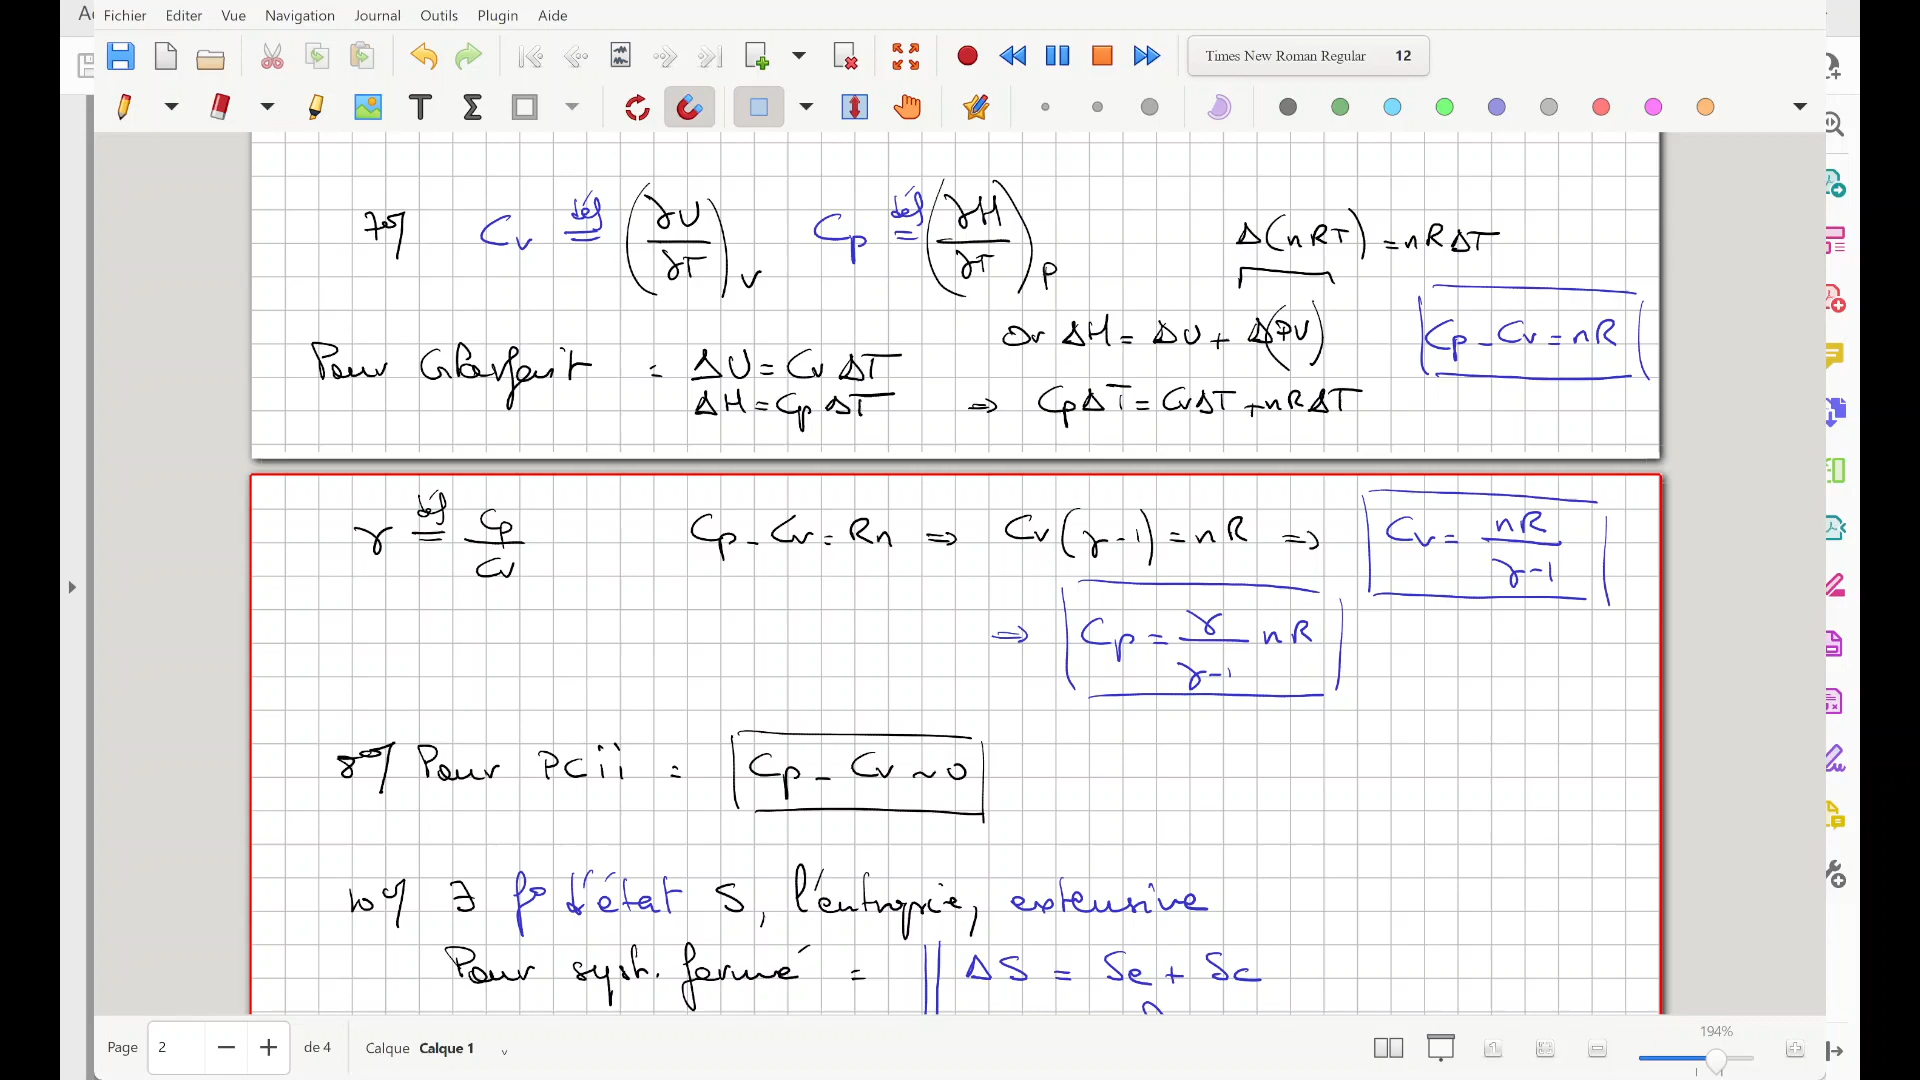 Fichier Editer Vue Navigation Journal Outils Plugin Aide
Times New Roman Regular 12
7°/ Cv =déf (∂U/∂T)V Cp =déf (∂H/∂T)P Δ(nRT) = nRΔT
Or ΔH = ΔU + Δ(PV) Cp - Cv = nR
Pour GParfait : ΔU = Cv ΔT
ΔH = Cp ΔT ⇒ CpΔT = CvΔT + nRΔT
γ =déf Cp/Cv Cp - Cv = Rn ⇒ Cv(γ-1) = nR ⇒ Cv = nR/(γ-1)
⇒ Cp = γ/(γ-1) nR
8°/ Pour PCii : Cp - Cv ~ 0
10°/ ∃ f° d'état S, l'entropie, extensive
Pour syst. fermé : || ΔS = Se + Sc
Page 2 de 4 Calque Calque 1 194%